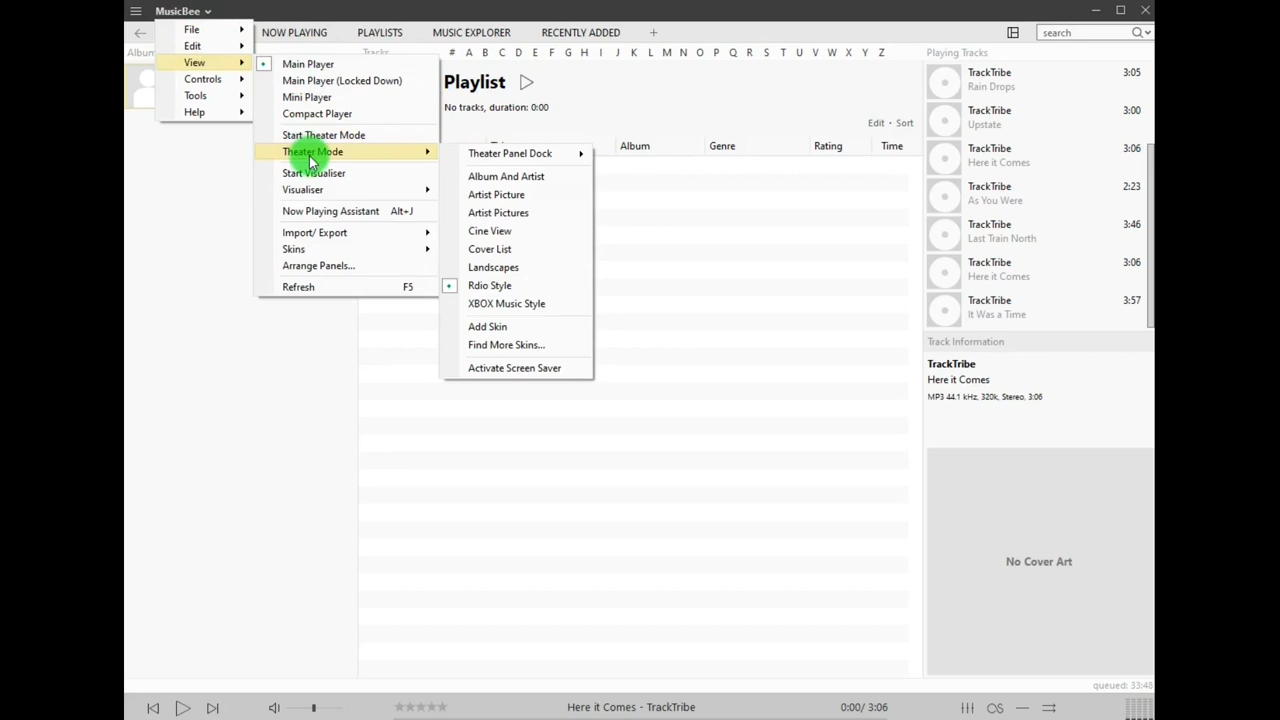 MusicBee
NOW PLAYING
PLAYLISTS
MUSIC EXPLORER
RECENTLY ADDED
+
search
File
Edit
View
Controls
Tools
Help
Main Player
Main Player (Locked Down)
Mini Player
Compact Player
Start Theater Mode
Theater Mode
Start Visualiser
Visualiser
Now Playing Assistant Alt+J
Import/ Export
Skins
Arrange Panels...
Refresh F5
Theater Panel Dock
Album And Artist
Artist Picture
Artist Pictures
Cine View
Cover List
Landscapes
Rdio Style
XBOX Music Style
Add Skin
Find More Skins...
Activate Screen Saver
# A B C D E F G H I J K L M N O P Q R S T U V W X Y Z
Playlist
No tracks, duration: 0:00
Edit · Sort
Album Genre Rating Time
Playing Tracks
TrackTribe 3:05
Rain Drops
TrackTribe 3:00
Upstate
TrackTribe 3:06
Here it Comes
TrackTribe 2:23
As You Were
TrackTribe 3:46
Last Train North
TrackTribe 3:06
Here it Comes
TrackTribe 3:57
It Was a Time
Track Information
TrackTribe
Here it Comes
MP3 44.1 kHz, 320k, Stereo, 3:06
No Cover Art
queued: 33:48
Here it Comes - TrackTribe
0:00/ 3:06